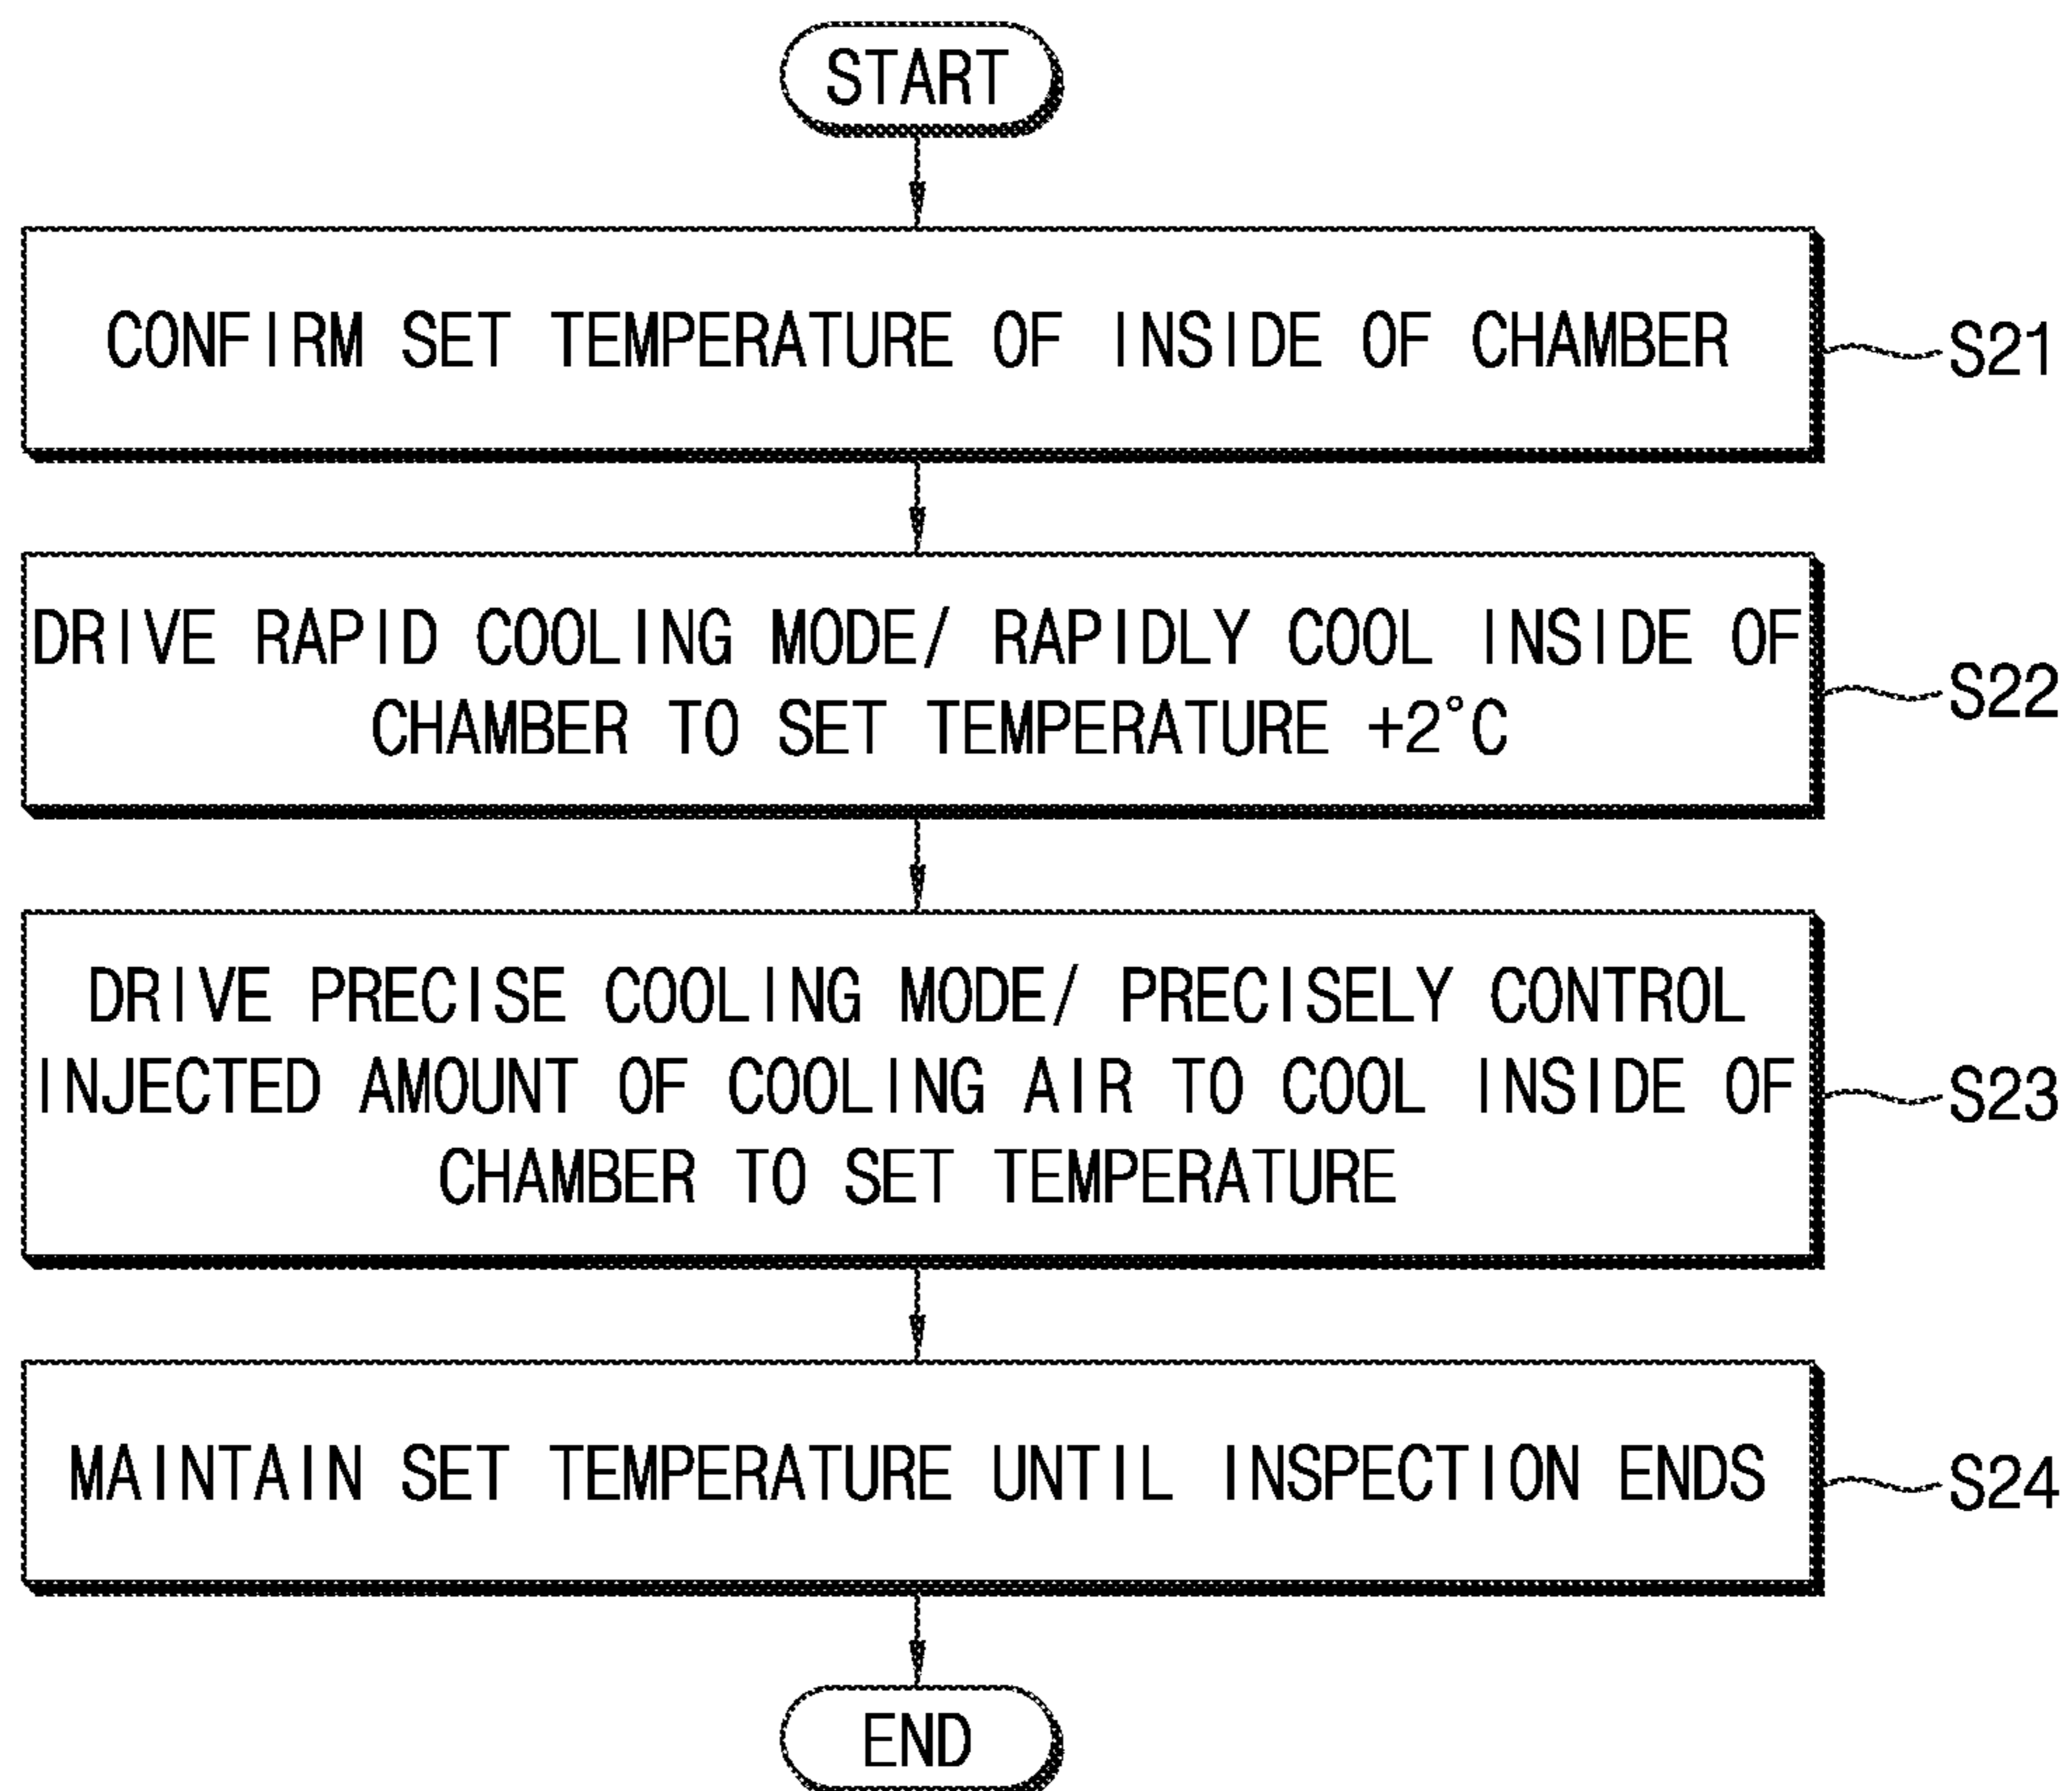 START
CONFIRM SET TEMPERATURE OF INSIDE OF CHAMBER
S21
DRIVE RAPID COOLING MODE/ RAPIDLY COOL INSIDE OF
CHAMBER TO SET TEMPERATURE +2°C
S22
DRIVE PRECISE COOLING MODE/ PRECISELY CONTROL
INJECTED AMOUNT OF COOLING AIR TO COOL INSIDE OF
CHAMBER TO SET TEMPERATURE
S23
MAINTAIN SET TEMPERATURE UNTIL INSPECTION ENDS
S24
END